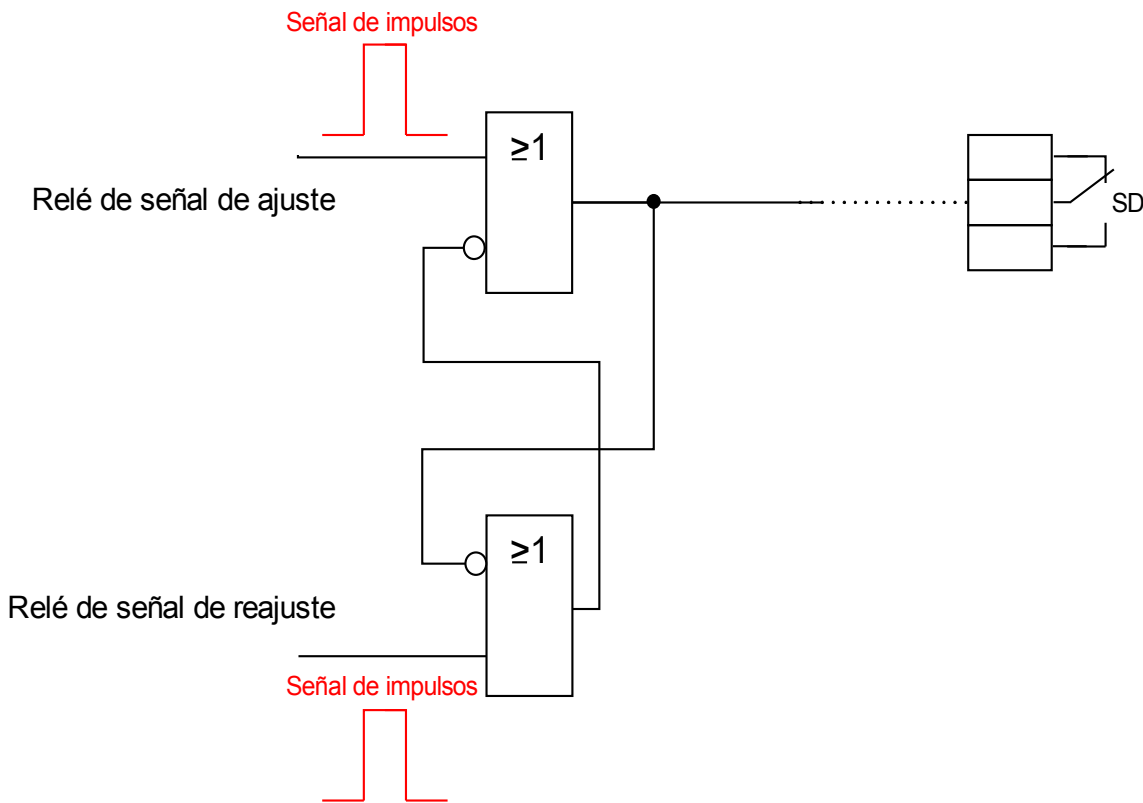 Señal de impulsos
≥1
Relé de señal de ajuste
SD
≥1
Relé de señal de reajuste
Señal de impulsos